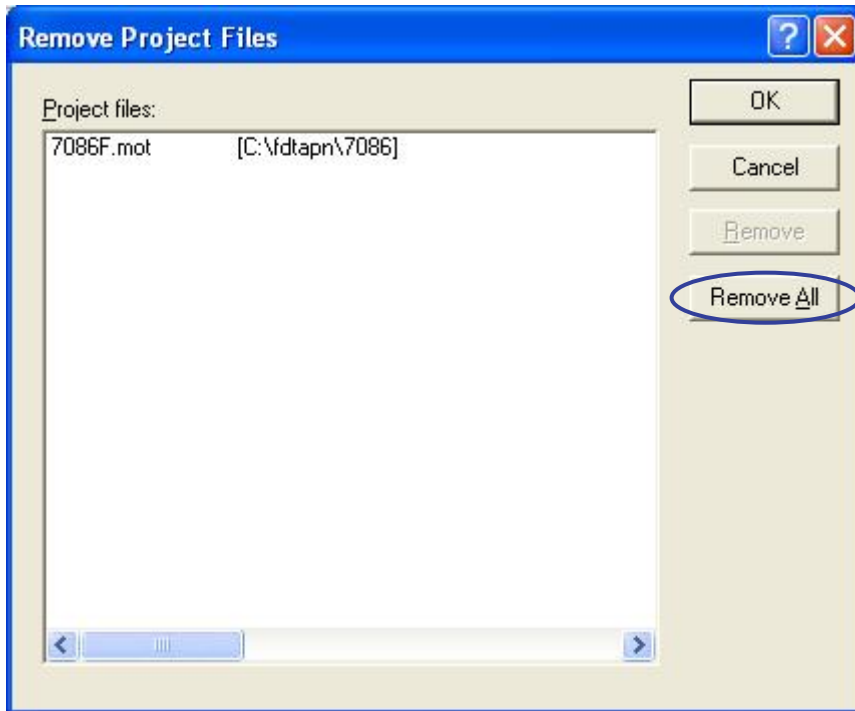 Remove Project Files
Project files:
7086F.mot [C:\fdtapn\7086]
OK
Cancel
Remove
Remove All